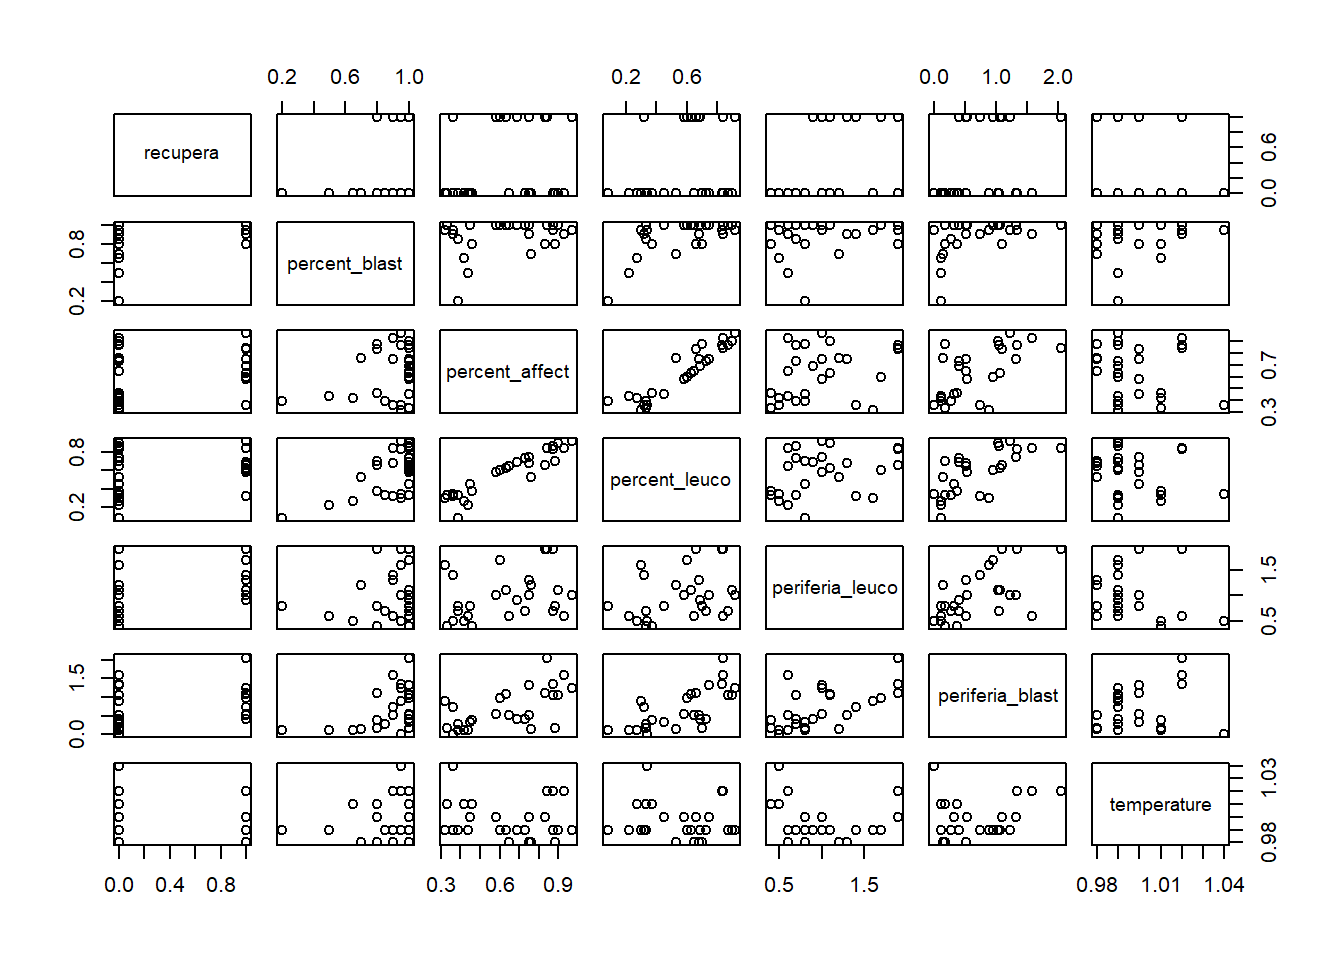 0.2 0.6 1.0
0.2 0.6
0.0 1.0 2.0
recupera
0.0 0.6
0.2 0.8
percent_blast
percent_affect
0.3 0.7
0.2 0.8
percent_leuco
periferia_leuco
0.5 1.5
0.0 1.5
periferia_blast
temperature
0.98 1.03
0.0 0.4 0.8
0.3 0.6 0.9
0.5 1.5
0.98 1.01 1.04